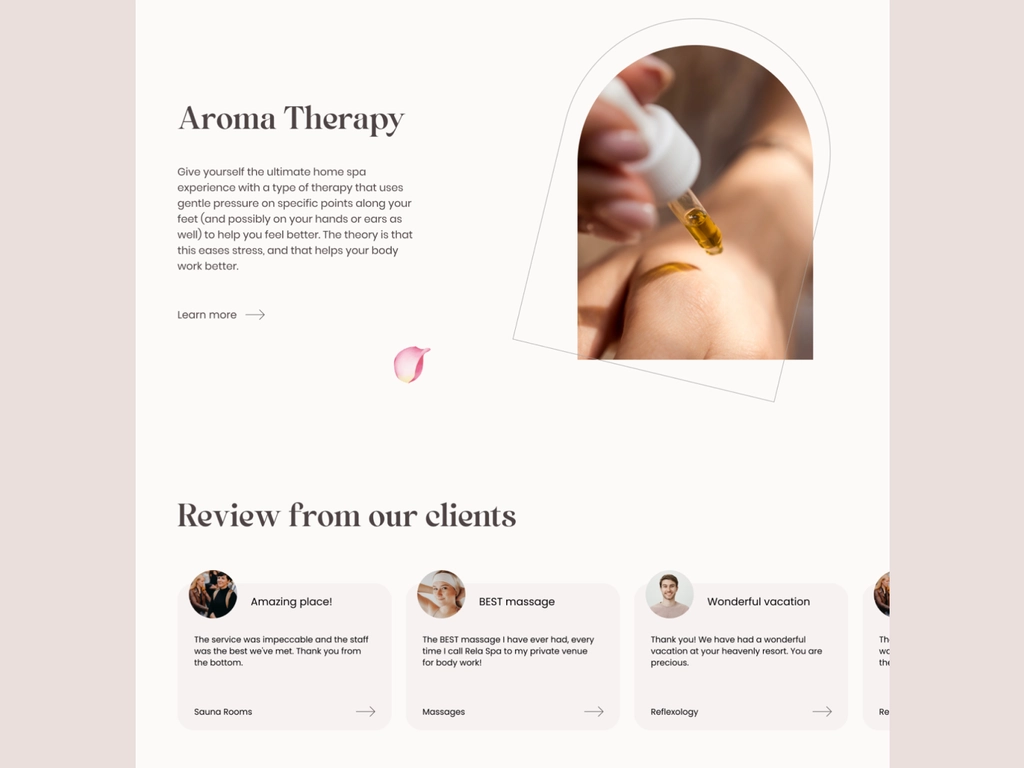 Aroma Therapy
Give yourself the ultimate home spa
experience with a type of therapy that uses
gentle pressure on specific points along your
feet (and possibly on your hands or ears as
well) to help you feel better. The theory is that
this eases stress, and that helps your body
work better.
Learn more
Review from our clients
Amazing place!
The service was impeccable and the staff
was the best we've met. Thank you from
the bottom.
Sauna Rooms
BEST massage
The BEST massage I have ever had, every
time I call Rela Spa to my private venue
for body work!
Massages
Wonderful vacation
Thank you! We have had a wonderful
vacation at your heavenly resort. You are
precious.
Reflexology